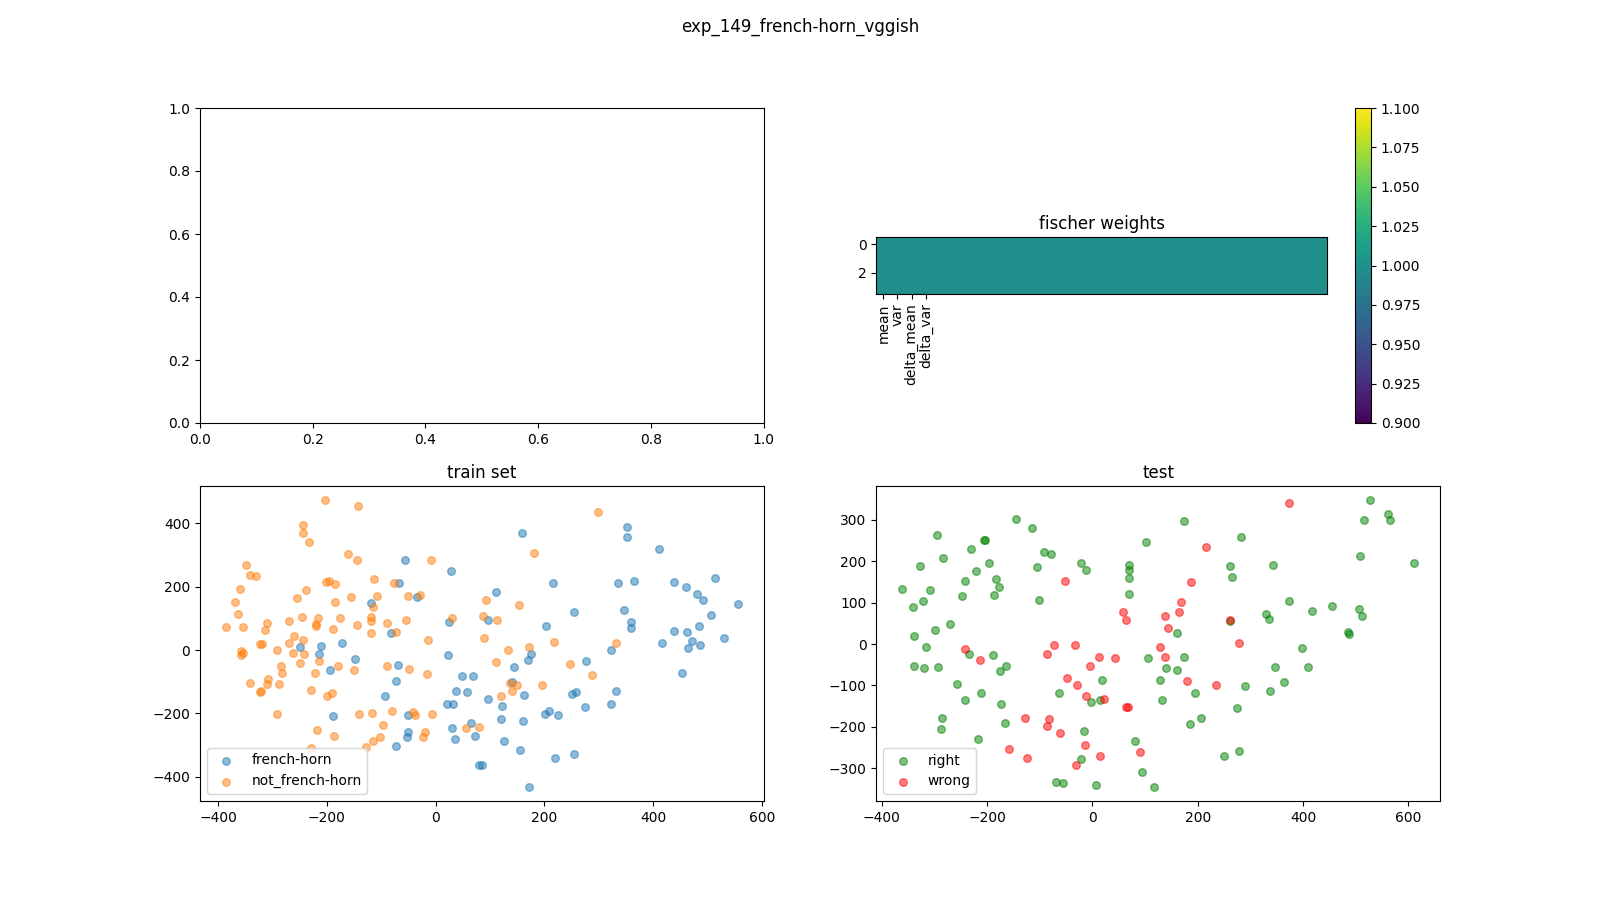 exp_149_french-horn_vggish
1.0
0.8
0.6
0.4
0.2
0.0
0.0 0.2 0.4 0.6 0.8 1.0
fischer weights
0
2
mean
var
delta_mean
delta_var
1.100
1.075
1.050
1.025
1.000
0.975
0.950
0.925
0.900
train set
400
200
0
−200
−400
french-horn
not_french-horn
−400 −200 0 200 400 600
test
300
200
100
0
−100
−200
−300
right
wrong
−400 −200 0 200 400 600